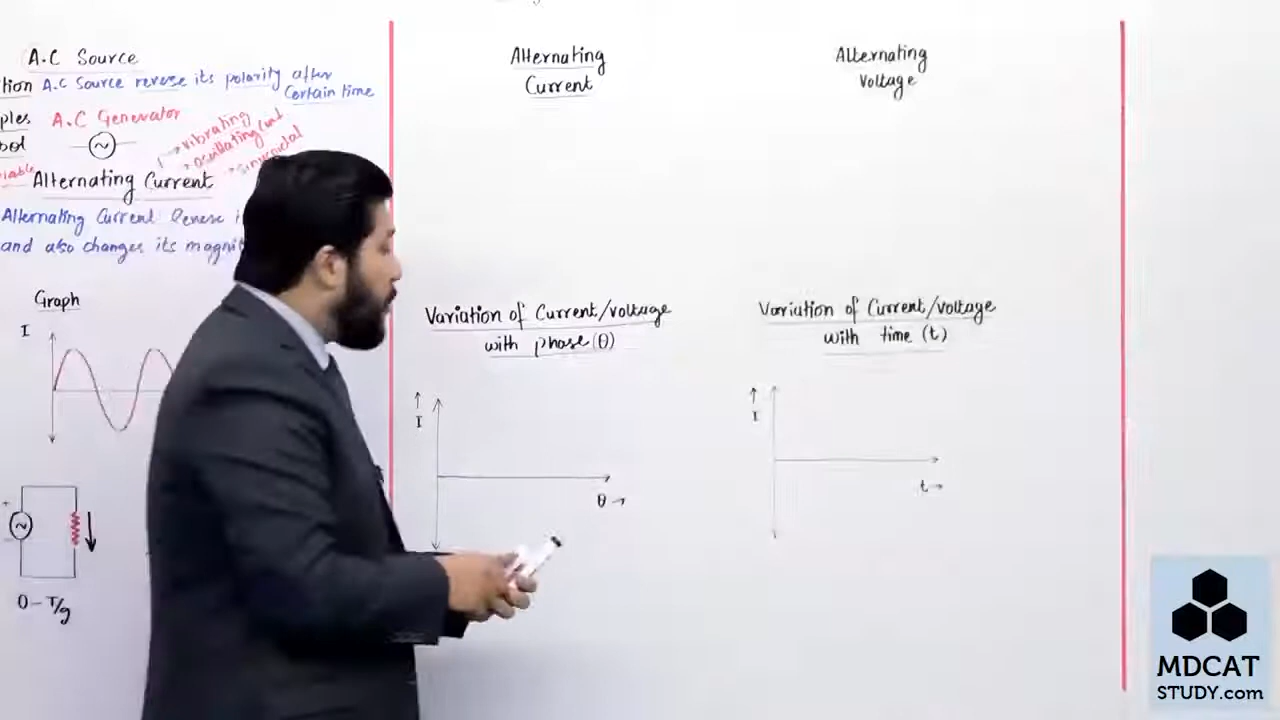 A.C Source
tion A.C Source reverse its polarity after
Certain time
ples A.C Generator
bol
~
→ vibrating
→ oscillating
sinusoidal
iable
Alternating Current
Alternating Current
and also changes its magni
Graph
I
+
~
0 - T/2
Alternating
Current
Alternating
Voltage
Variation of Current/voltage
with phase (θ)
↑
I
θ →
Variation of Current/voltage
with time (t)
↑
I
t →
MDCAT
STUDY.com